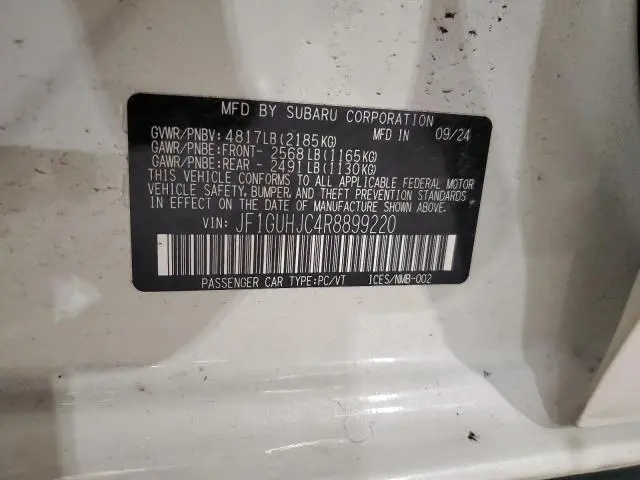 MFD BY SUBARU CORPORATION
GVWR/PNBV: 4817LB(2185KG) MFD IN 09/24
GAWR/PNBE:FRONT- 2568LB(1165KG)
GAWR/PNBE:REAR - 2491LB(1130KG)
THIS VEHICLE CONFORMS TO ALL APPLICABLE FEDERAL MOTOR
VEHICLE SAFETY, BUMPER, AND THEFT PREVENTION STANDARDS
IN EFFECT ON THE DATE OF MANUFACTURE SHOWN ABOVE.
VIN: JF1GUHJC4R8899220
PASSENGER CAR TYPE:PC/VT ICES/NMB-002